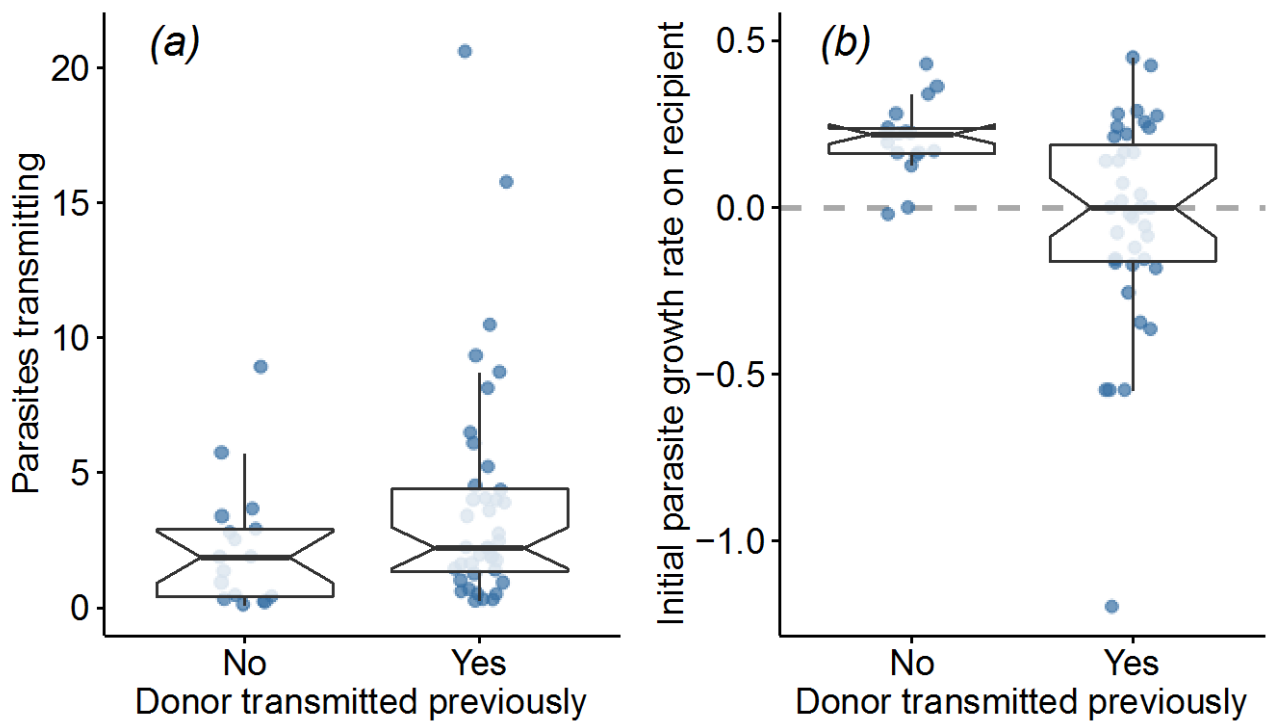 (a)
Parasites transmitting
20
15
10
5
0
No Yes
Donor transmitted previously
(b)
Initial parasite growth rate on recipient
0.5
0.0
−0.5
−1.0
No Yes
Donor transmitted previously